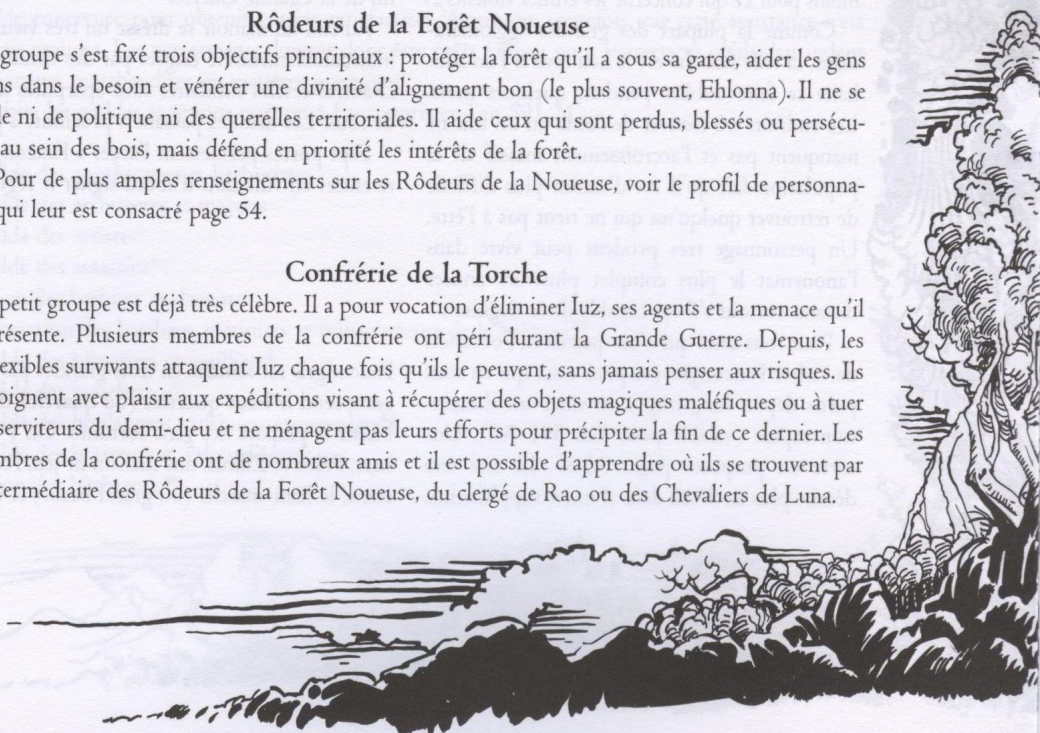 Rôdeurs de la Forêt Noueuse
groupe s'est fixé trois objectifs principaux : protéger la forêt qu'il a sous sa garde, aider les gens
ns dans le besoin et vénérer une divinité d'alignement bon (le plus souvent, Ehlonna). Il ne se
le ni de politique ni des querelles territoriales. Il aide ceux qui sont perdus, blessés ou persécu-
au sein des bois, mais défend en priorité les intérêts de la forêt.
Pour de plus amples renseignements sur les Rôdeurs de la Noueuse, voir le profil de personna-
qui leur est consacré page 54.
Confrérie de la Torche
petit groupe est déjà très célèbre. Il a pour vocation d'éliminer Iuz, ses agents et la menace qu'il
résente. Plusieurs membres de la confrérie ont péri durant la Grande Guerre. Depuis, les
exibles survivants attaquent Iuz chaque fois qu'ils le peuvent, sans jamais penser aux risques. Ils
oignent avec plaisir aux expéditions visant à récupérer des objets magiques maléfiques ou à tuer
serviteurs du demi-dieu et ne ménagent pas leurs efforts pour précipiter la fin de ce dernier. Les
mbres de la confrérie ont de nombreux amis et il est possible d'apprendre où ils se trouvent par
termédiaire des Rôdeurs de la Forêt Noueuse, du clergé de Rao ou des Chevaliers de Luna.